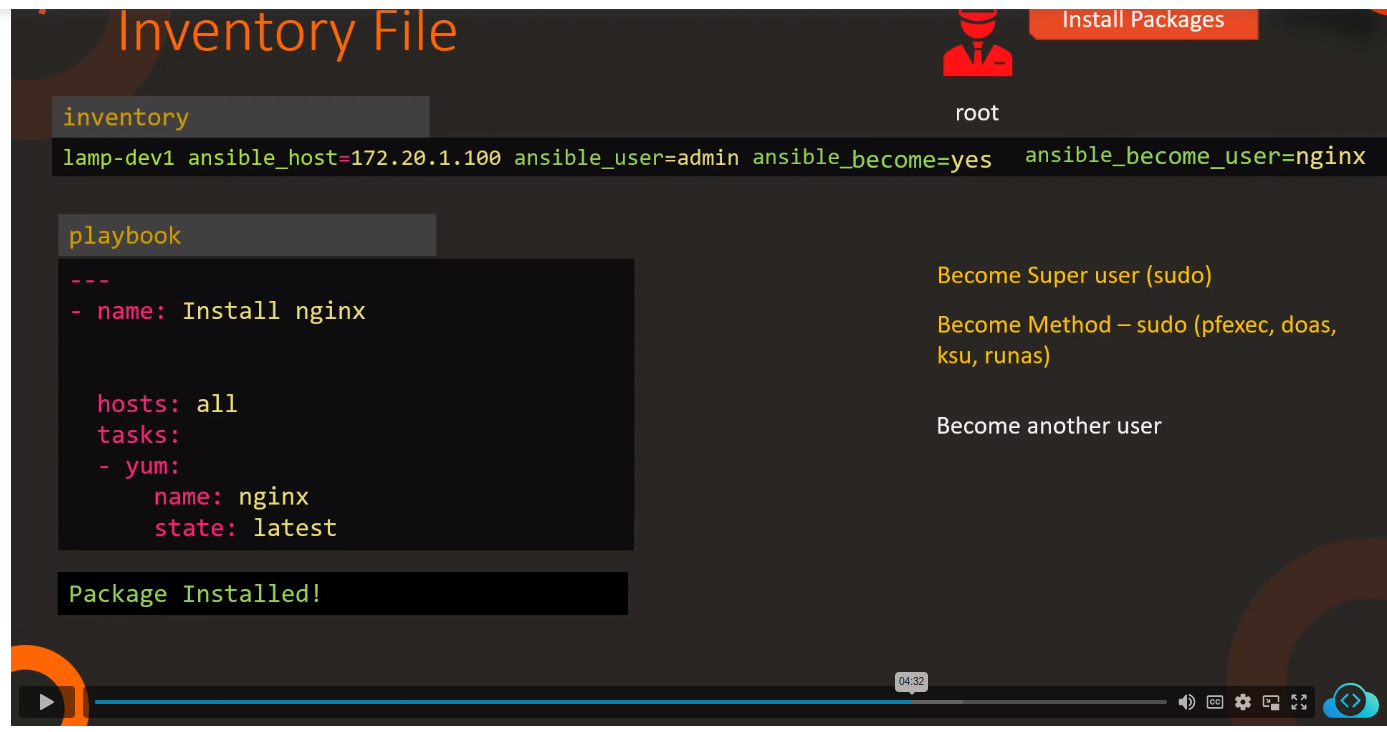 Inventory File
Install Packages
root
inventory
lamp-dev1 ansible_host=172.20.1.100 ansible_user=admin ansible_become=yes ansible_become_user=nginx
playbook
---
- name: Install nginx
hosts: all
tasks:
- yum:
name: nginx
state: latest
Package Installed!
Become Super user (sudo)
Become Method – sudo (pfexec, doas,
ksu, runas)
Become another user
04:32
CC